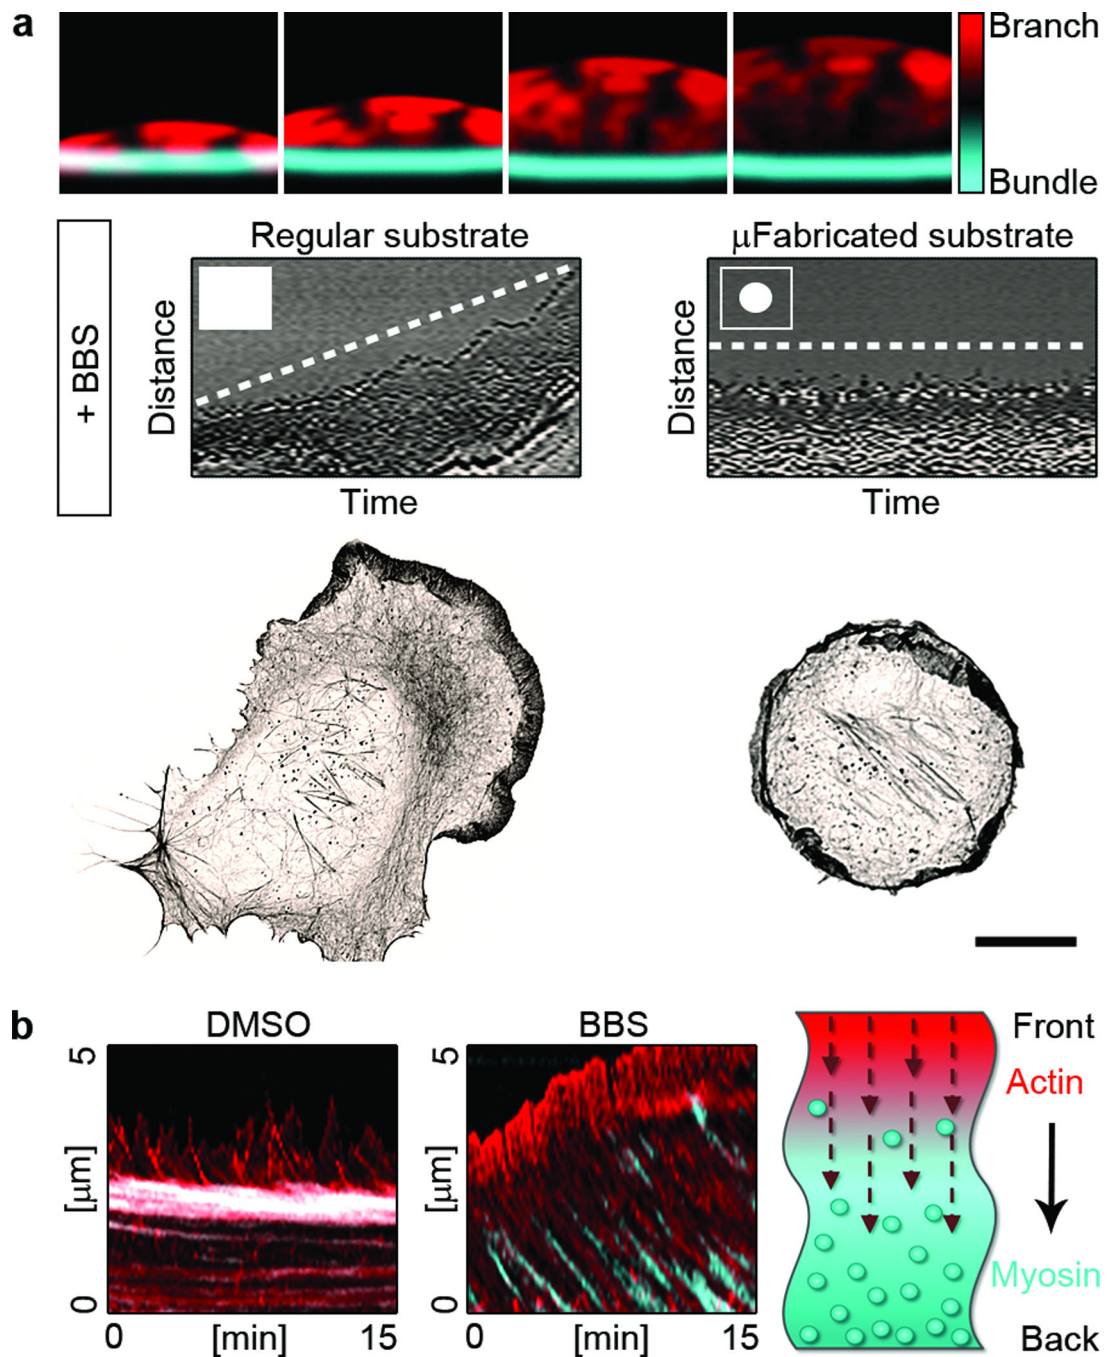 a
Branch
Bundle
Regular substrate
μFabricated substrate
+ BBS
Distance
Distance
Time
Time
b
DMSO
BBS
5
[μm]
0
0
[min]
15
5
[μm]
0
0
[min]
15
Front
Actin
Myosin
Back